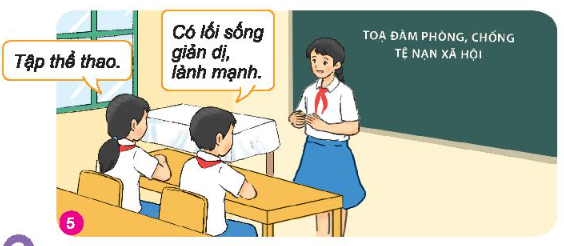 Tập thể thao.
Có lối sống
giản dị,
lành mạnh.
TOẠ ĐÀM PHÒNG, CHỐNG
TỆ NẠN XÃ HỘI
5